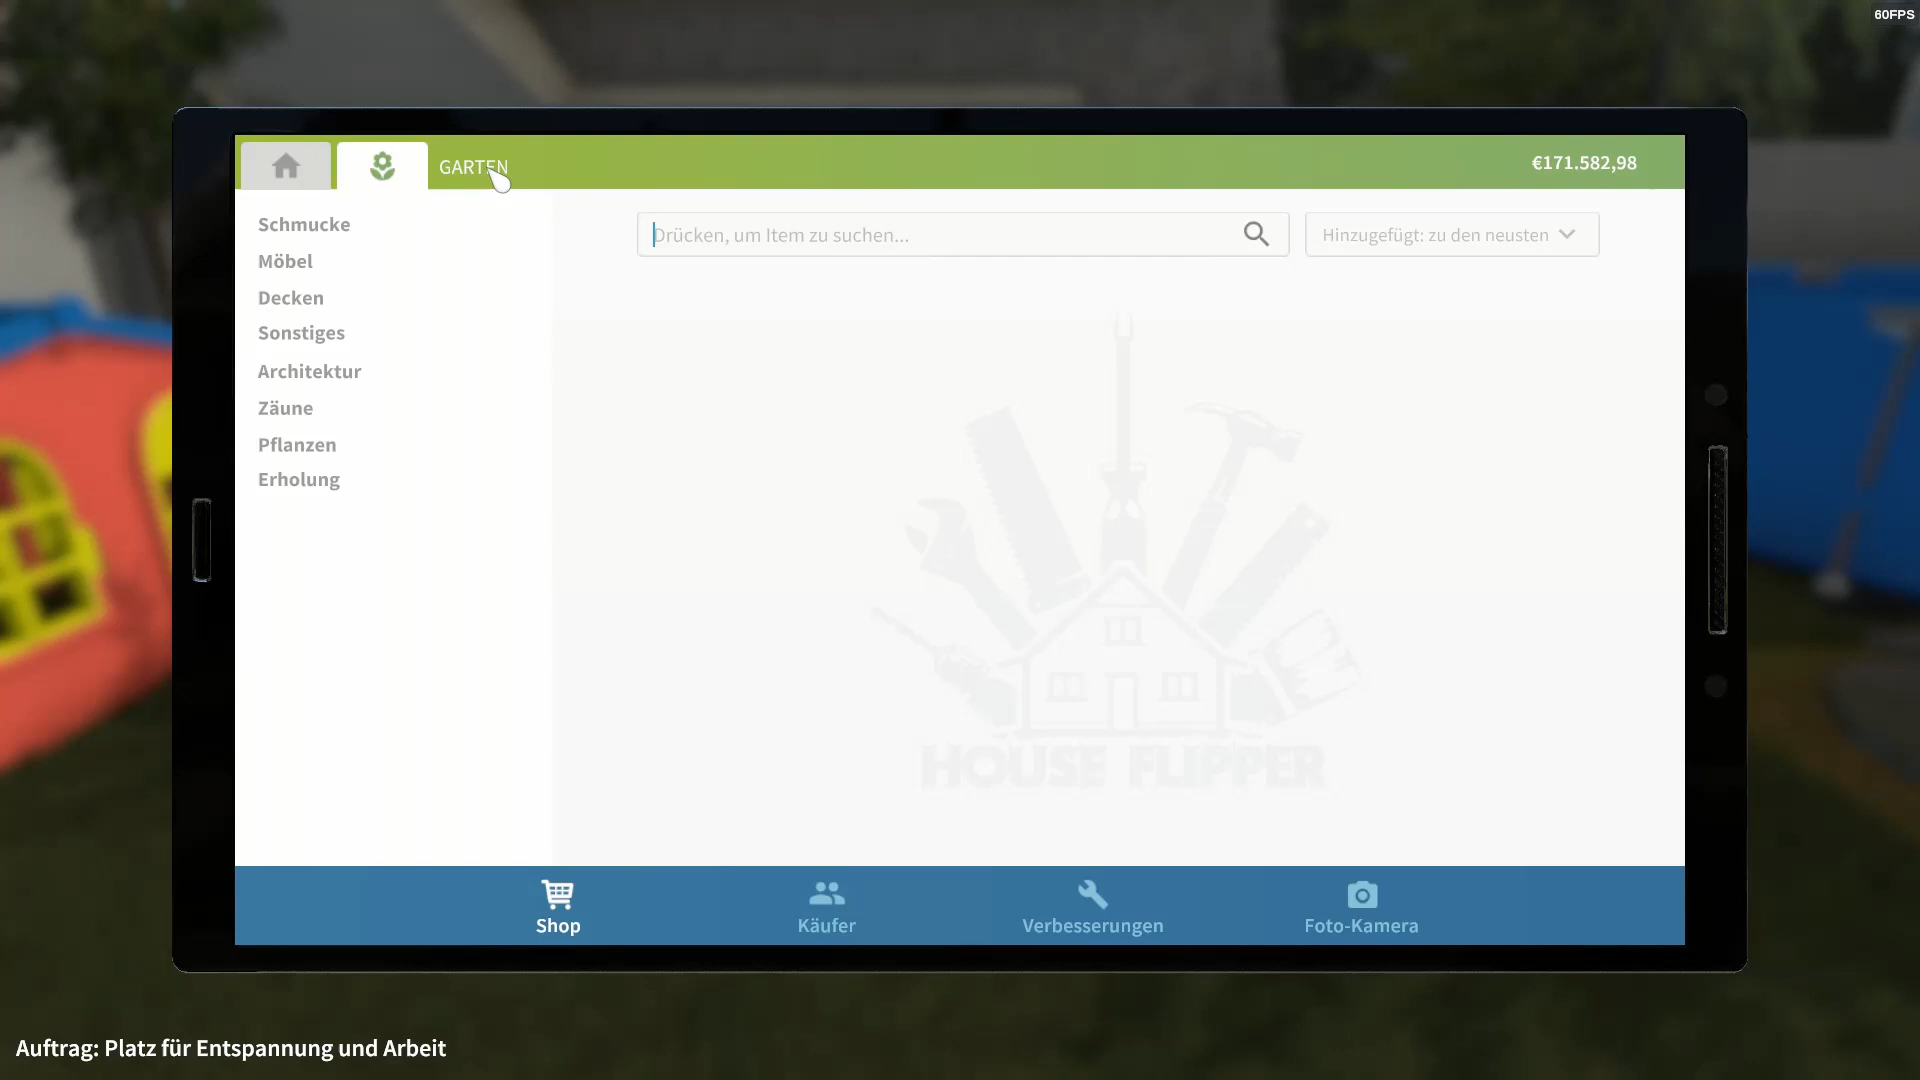 60FPS
GARTEN
€171.582,98
Schmucke
Möbel
Decken
Sonstiges
Architektur
Zäune
Pflanzen
Erholung
Drücken, um Item zu suchen...
Hinzugefügt: zu den neusten
HOUSE FLIPPER
Shop
Käufer
Verbesserungen
Foto-Kamera
Auftrag: Platz für Entspannung und Arbeit